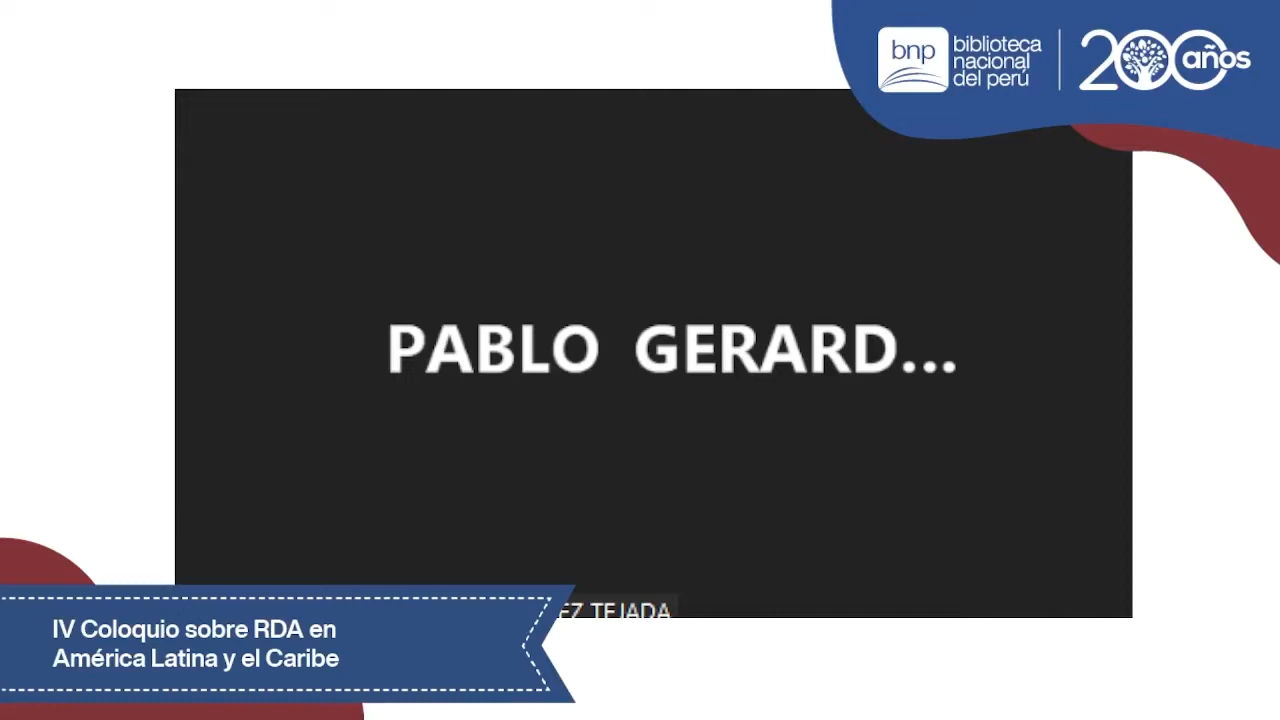 bnp
biblioteca
nacional
del perú
200 años
PABLO GERARD...
EZ TEJADA
IV Coloquio sobre RDA en
América Latina y el Caribe